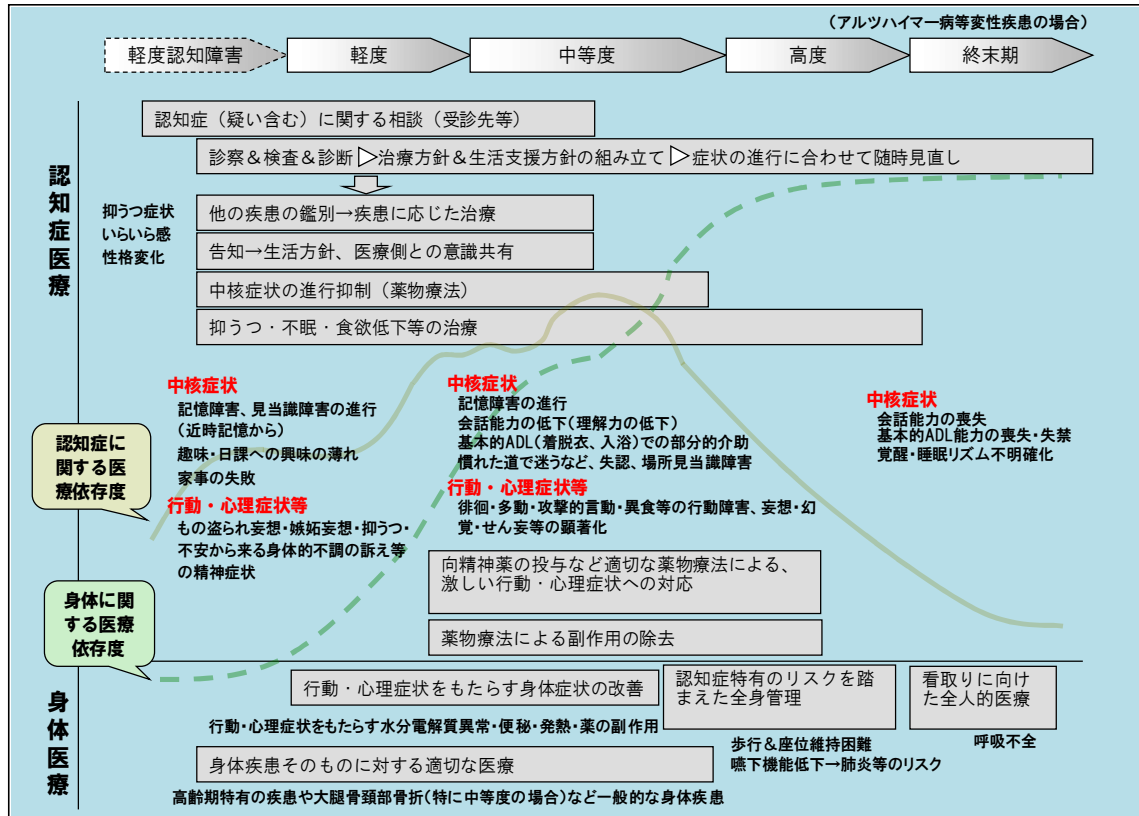 (アルツハイマー病等変性疾患の場合)
軽度認知障害
軽度
中等度
高度
終末期
認知症医療
認知症(疑い含む)に関する相談(受診先等)
診察&検査&診断▷治療方針&生活支援方針の組み立て▷症状の進行に合わせて随時見直し
抑うつ症状
いらいら感
性格変化
他の疾患の鑑別→疾患に応じた治療
告知→生活方針、医療側との意識共有
中核症状の進行抑制(薬物療法)
抑うつ・不眠・食欲低下等の治療
中核症状
記憶障害、見当識障害の進行
(近時記憶から)
趣味・日課への興味の薄れ
家事の失敗
行動・心理症状等
もの盗られ妄想・嫉妬妄想・抑うつ・
不安から来る身体的不調の訴え等
の精神症状
中核症状
記憶障害の進行
会話能力の低下(理解力の低下)
基本的ADL(着脱衣、入浴)での部分的介助
慣れた道で迷うなど、失認、場所見当識障害
行動・心理症状等
徘徊・多動・攻撃的言動・異食等の行動障害、妄想・幻
覚・せん妄等の顕著化
中核症状
会話能力の喪失
基本的ADL能力の喪失・失禁
覚醒・睡眠リズム不明確化
認知症に
関する医
療依存度
向精神薬の投与など適切な薬物療法による、
激しい行動・心理症状への対応
薬物療法による副作用の除去
身体に関
する医療
依存度
身体医療
行動・心理症状をもたらす身体症状の改善
行動・心理症状をもたらす水分電解質異常・便秘・発熱・薬の副作用
認知症特有のリスクを踏
まえた全身管理
歩行&座位維持困難
嚥下機能低下→肺炎等のリスク
看取りに向
けた全人的医療
呼吸不全
身体疾患そのものに対する適切な医療
高齢期特有の疾患や大腿骨頚部骨折(特に中等度の場合)など一般的な身体疾患